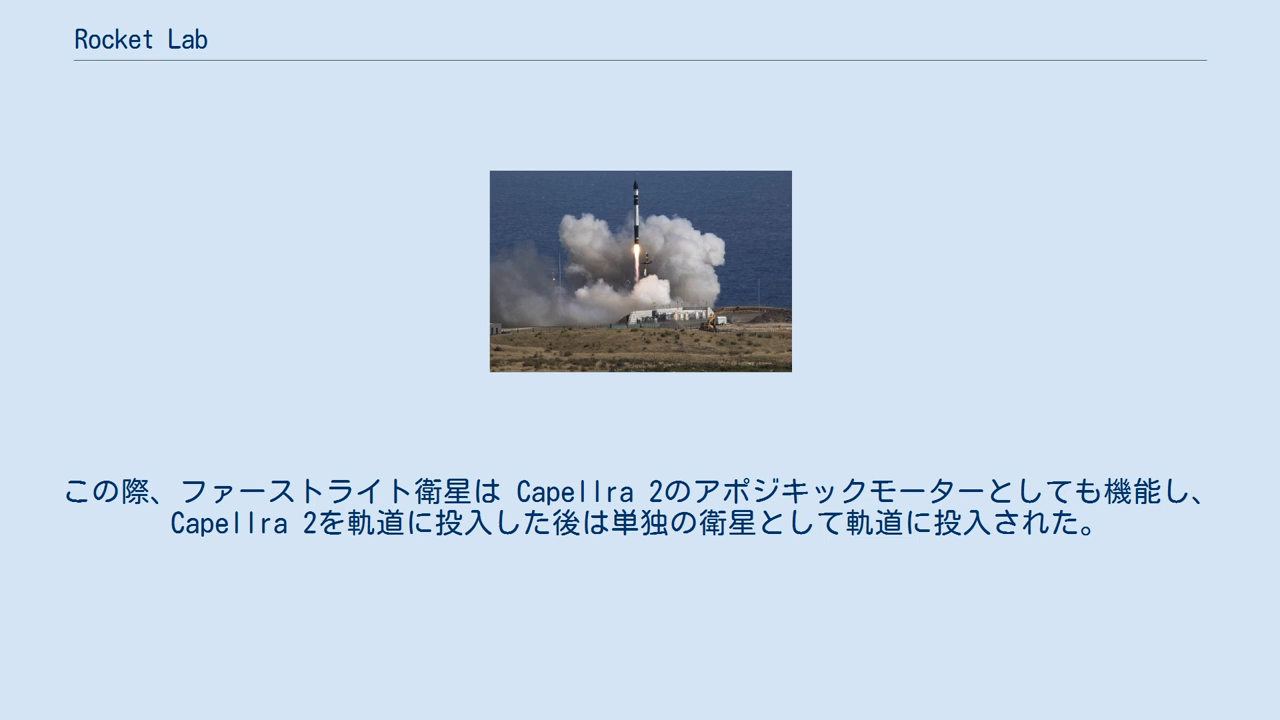 Rocket Lab
この際、ファーストライト衛星は Capellra 2のアポジキックモーターとしても機能し、
Capellra 2を軌道に投入した後は単独の衛星として軌道に投入された。